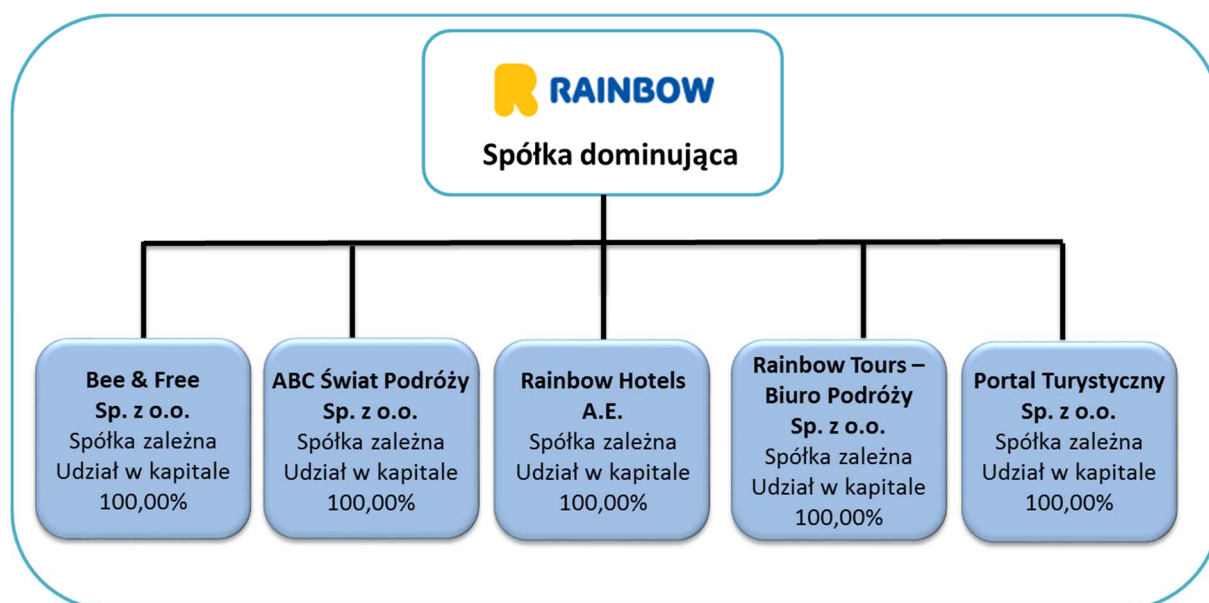 RAINBOW
Spółka dominująca
Bee & Free
Sp. z o.o.
Spółka zależna
Udział w kapitale
100,00%
ABC Świat Podróży
Sp. z o.o.
Spółka zależna
Udział w kapitale
100,00%
Rainbow Hotels
A.E.
Spółka zależna
Udział w kapitale
100,00%
Rainbow Tours –
Biuro Podróży
Sp. z o.o.
Spółka zależna
Udział w kapitale
100,00%
Portal Turystyczny
Sp. z o.o.
Spółka zależna
Udział w kapitale
100,00%